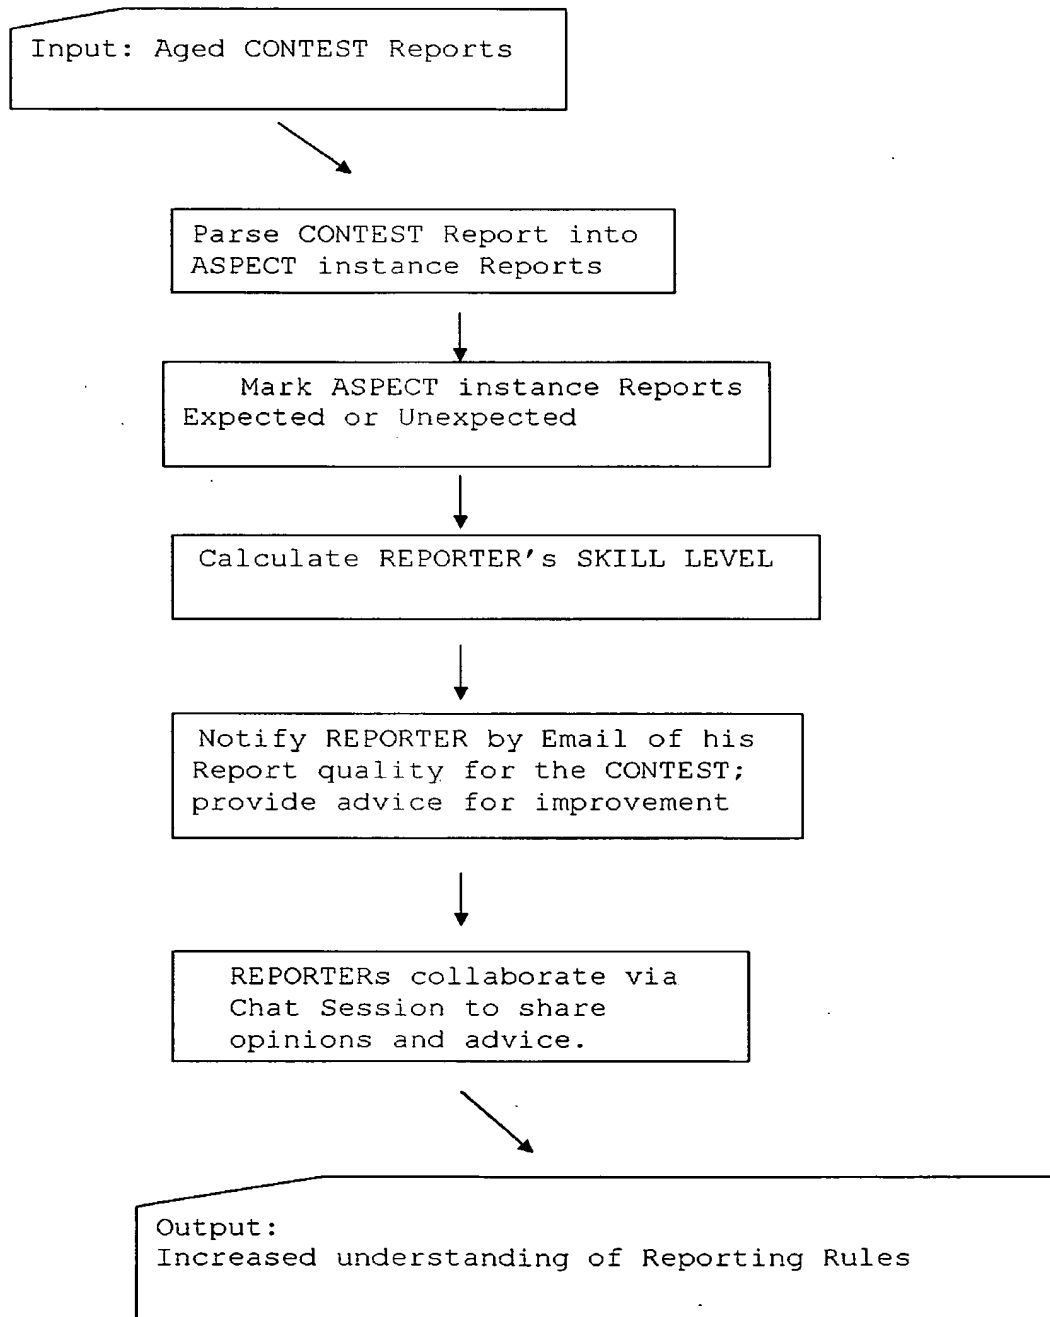 Input: Aged CONTEST Reports
Parse CONTEST Report into
ASPECT instance Reports
Mark ASPECT instance Reports
Expected or Unexpected
Calculate REPORTER's SKILL LEVEL
Notify REPORTER by Email of his
Report quality for the CONTEST;
provide advice for improvement
REPORTERs collaborate via
Chat Session to share
opinions and advice.
Output:
Increased understanding of Reporting Rules